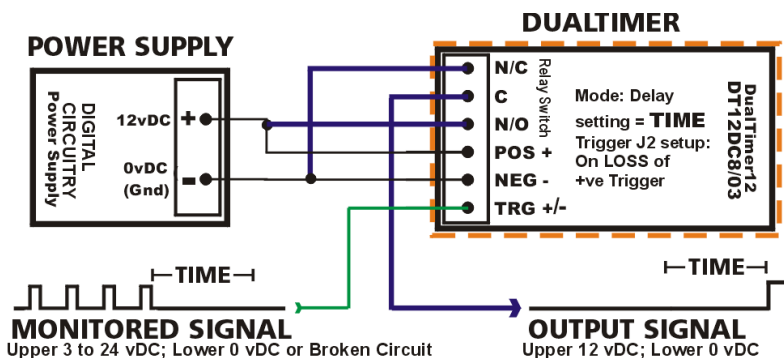 DUALTIMER
POWER SUPPLY
DIGITAL
CIRCUITRY
Power Supply
12vDC
+
0vDC
(Gnd)
-
N/C
C
N/O
POS +
NEG -
TRG +/-
Relay Switch
Mode: Delay
setting = TIME
Trigger J2 setup:
On LOSS of
+ve Trigger
DualTimer12
DT12DC8/03
TIME
TIME
MONITORED SIGNAL
Upper 3 to 24 vDC; Lower 0 vDC or Broken Circuit
OUTPUT SIGNAL
Upper 12 vDC; Lower 0 vDC